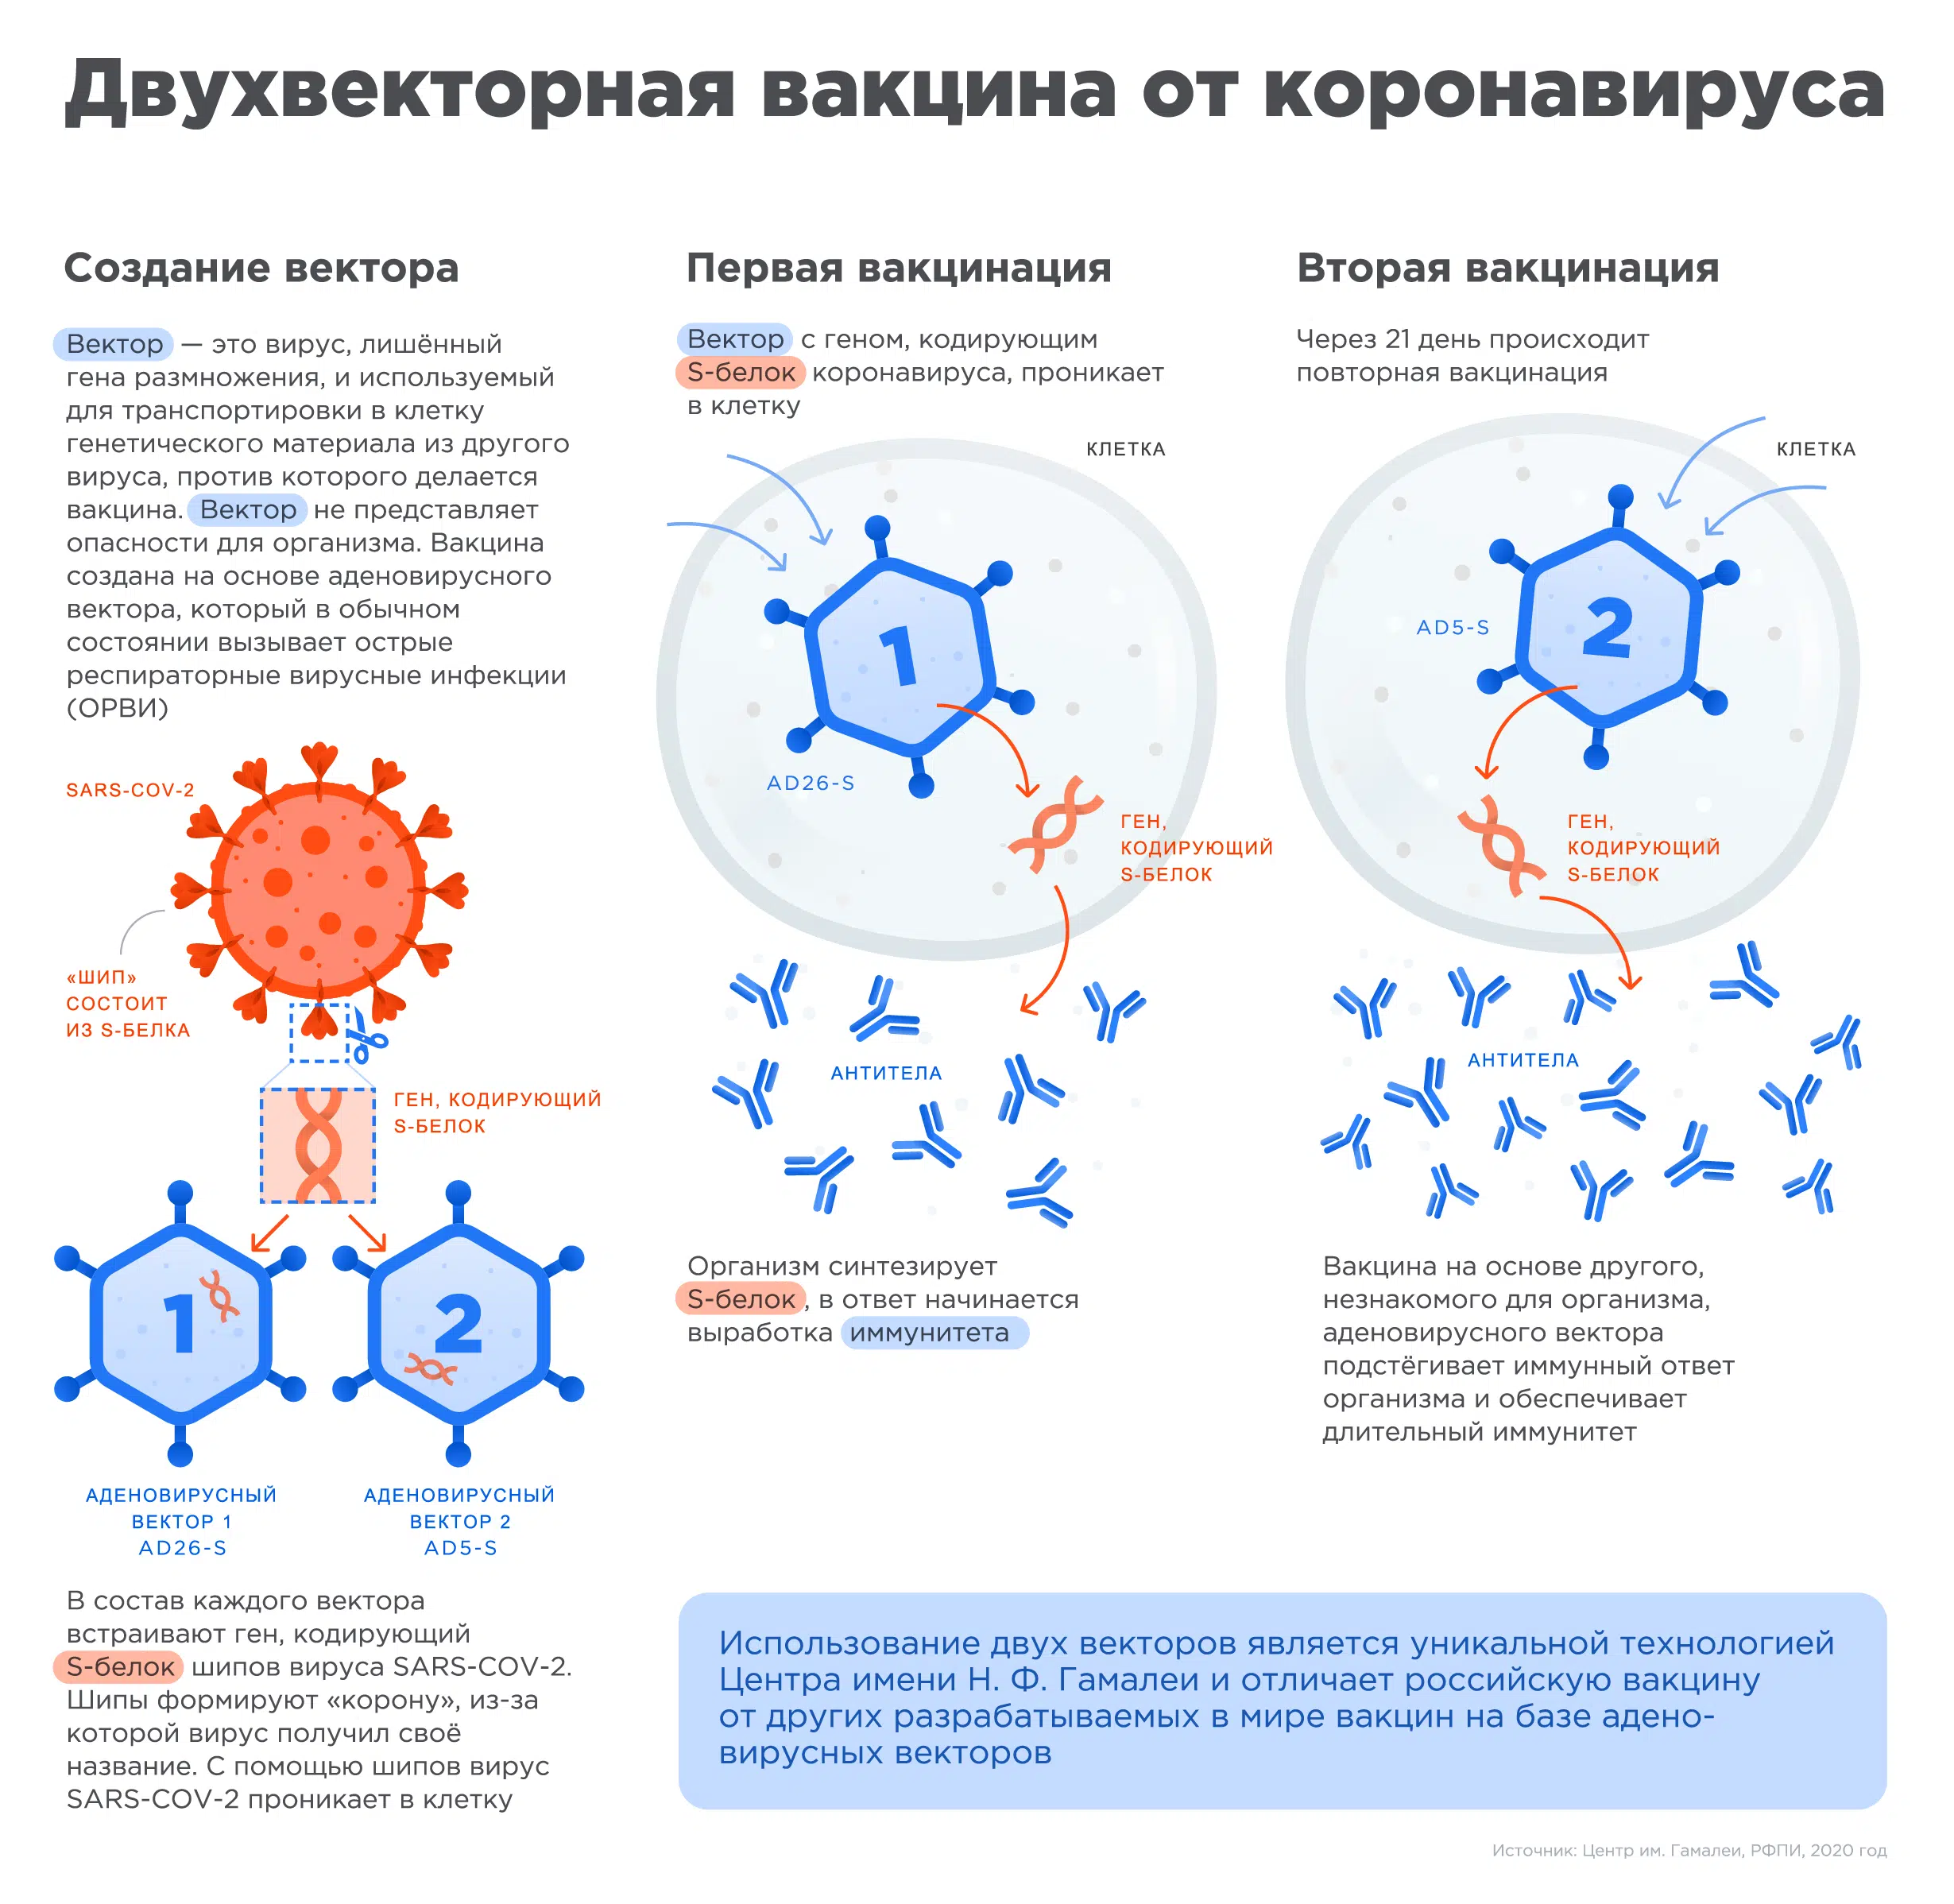 Двухвекторная вакцина от коронавируса
Создание вектора
Вектор — это вирус, лишённый
гена размножения, и используемый
для транспортировки в клетку
генетического материала из другого
вируса, против которого делается
вакцина. Вектор не представляет
опасности для организма. Вакцина
создана на основе аденовирусного
вектора, который в обычном
состоянии вызывает острые
респираторные вирусные инфекции
(ОРВИ)
SARS-COV-2
«ШИП»
СОСТОИТ
ИЗ S-БЕЛКА
ГЕН, КОДИРУЮЩИЙ
S-БЕЛОК
1
2
АДЕНОВИРУСНЫЙ
ВЕКТОР 1
AD26-S
АДЕНОВИРУСНЫЙ
ВЕКТОР 2
AD5-S
В состав каждого вектора
встраивают ген, кодирующий
S-белок шипов вируса SARS-COV-2.
Шипы формируют «корону», из-за
которой вирус получил своё
название. С помощью шипов вирус
SARS-COV-2 проникает в клетку
Первая вакцинация
Вектор с геном, кодирующим
S-белок коронавируса, проникает
в клетку
КЛЕТКА
1
AD26-S
ГЕН,
КОДИРУЮЩИЙ
S-БЕЛОК
АНТИТЕЛА
Организм синтезирует
S-белок, в ответ начинается
выработка иммунитета
Вторая вакцинация
Через 21 день происходит
повторная вакцинация
КЛЕТКА
AD5-S
2
ГЕН,
КОДИРУЮЩИЙ
S-БЕЛОК
АНТИТЕЛА
Вакцина на основе другого,
незнакомого для организма,
аденовирусного вектора
подстёгивает иммунный ответ
организма и обеспечивает
длительный иммунитет
Использование двух векторов является уникальной технологией
Центра имени Н. Ф. Гамалеи и отличает российскую вакцину
от других разрабатываемых в мире вакцин на базе адено-
вирусных векторов
Источник: Центр им. Гамалеи, РФПИ, 2020 год